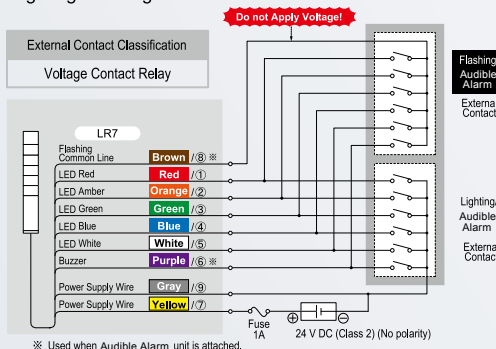 Do not Apply Voltage!
External Contact Classification
Voltage Contact Relay
Flashing
Audible
Alarm
Externa
Contact
LR7
Flashing
Common Line
Brown /⑧ ※
LED Red Red /①
LED Amber Orange /②
LED Green Green /③
LED Blue Blue /④
LED White White /⑤
Buzzer Purple /⑥ ※
Power Supply Wire Gray /⑨
Power Supply Wire Yellow /⑦
Lighting/
Audible
Alarm
Externa
Contact
Fuse
1A
⊕ ⊖
24 V DC (Class 2) (No polarity)
※ Used when Audible Alarm unit is attached.